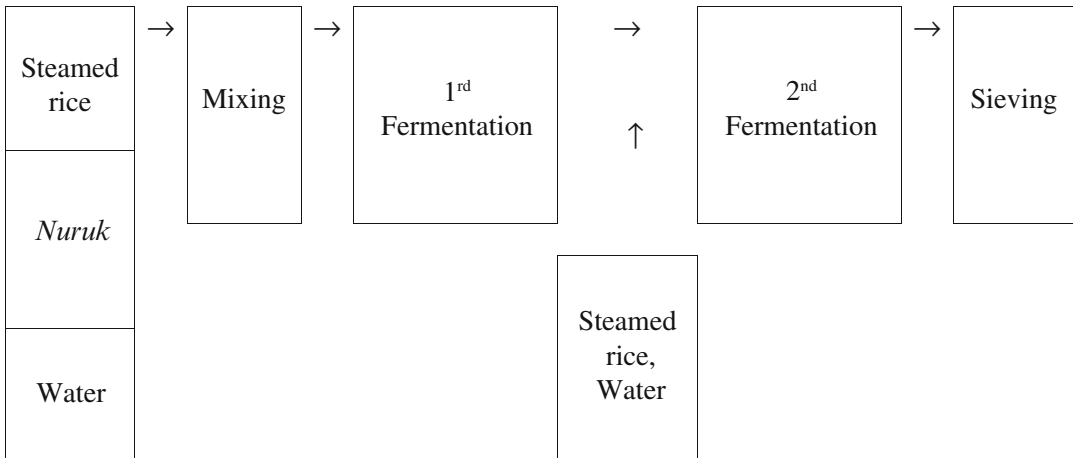 Steamed
rice
Nuruk
Water
→
Mixing
→
1rd
Fermentation
→
↑
Steamed
rice,
Water
2nd
Fermentation
→
Sieving